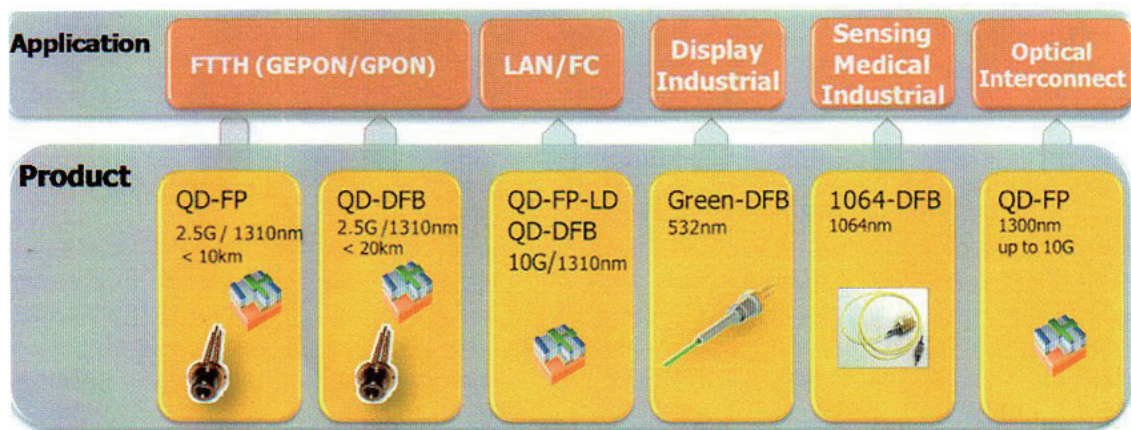 Application
FTTH (GEPON/GPON)
LAN/FC
Display
Industrial
Sensing
Medical
Industrial
Optical
Interconnect
Product
QD-FP
2.5G / 1310nm
< 10km
QD-DFB
2.5G /1310nm
< 20km
QD-FP-LD
QD-DFB
10G/1310nm
Green-DFB
532nm
1064-DFB
1064nm
QD-FP
1300nm
up to 10G